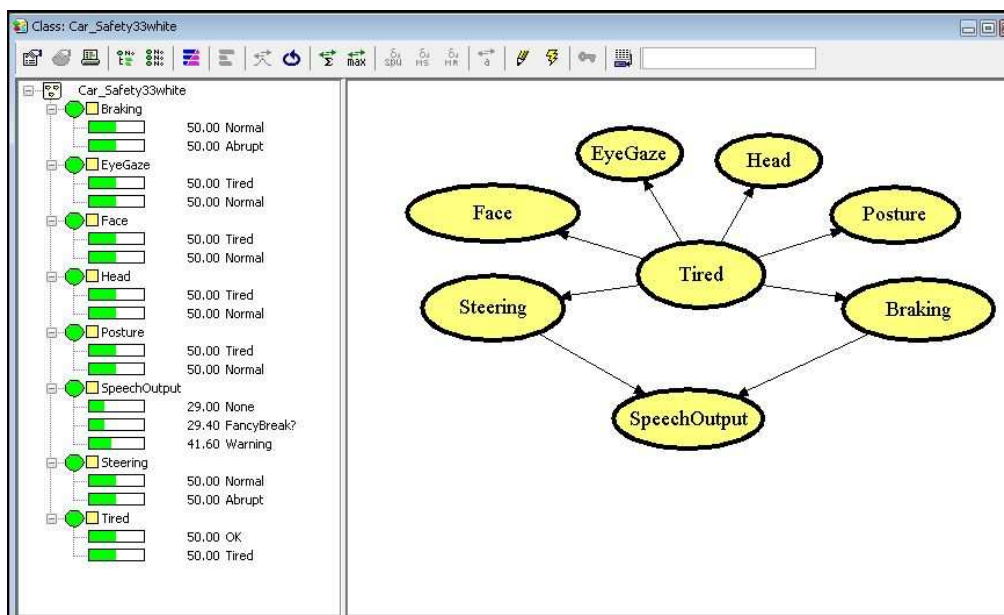 Class: Car_Safety33white
Σ max
Car_Safety33white
Braking
50.00 Normal
50.00 Abrupt
EyeGaze
50.00 Tired
50.00 Normal
Face
50.00 Tired
50.00 Normal
Head
50.00 Tired
50.00 Normal
Posture
50.00 Tired
50.00 Normal
SpeechOutput
29.00 None
29.40 FancyBreak?
41.60 Warning
Steering
50.00 Normal
50.00 Abrupt
Tired
50.00 OK
50.00 Tired
EyeGaze
Head
Face
Posture
Tired
Steering
Braking
SpeechOutput